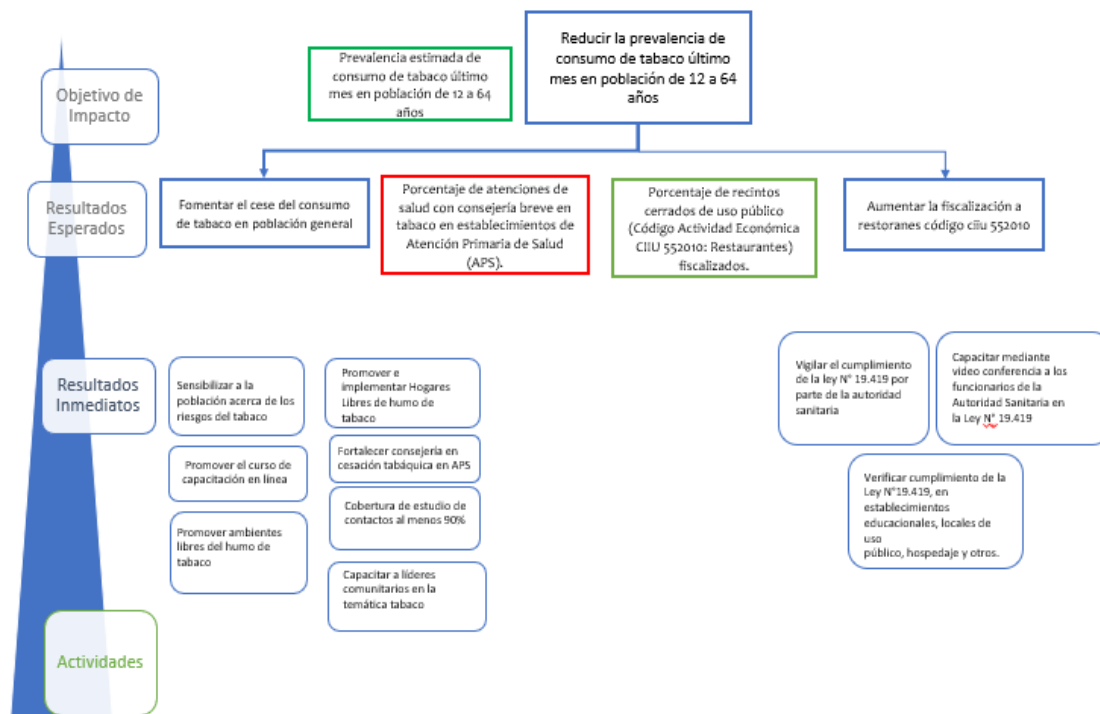 Objetivo de
Impacto
Prevalencia estimada de
consumo de tabaco último
mes en población de 12 a 64
años
Reducir la prevalencia de
consumo de tabaco último
mes en población de 12 a 64
años
Resultados
Esperados
Fomentar el cese del consumo
de tabaco en población general
Porcentaje de atenciones de
salud con consejería breve en
tabaco en establecimientos de
Atención Primaria de Salud
(APS).
Porcentaje de recintos
cerrados de uso público
(Código Actividad Económica
CIIU 552010: Restaurantes)
fiscalizados.
Aumentar la fiscalización a
restoranes código ciiu 552010
Resultados
Inmediatos
Sensibilizar a la
población acerca de los
riesgos del tabaco
Promover e
implementar Hogares
Libres de humo de
tabaco
Vigilar el cumplimiento
de la ley N° 19.419 por
parte de la autoridad
sanitaria
Capacitar mediante
video conferencia a los
funcionarios de la
Autoridad Sanitaria en
la Ley N° 19.419
Promover el curso de
capacitación en línea
Fortalecer consejería en
cesación tabáquica en APS
Verificar cumplimiento de la
Ley N°19.419, en
establecimientos
educacionales, locales de
uso
público, hospedaje y otros.
Promover ambientes
libres del humo de
tabaco
Cobertura de estudio de
contactos al menos 90%
Capacitar a líderes
comunitarios en la
temática tabaco
Actividades